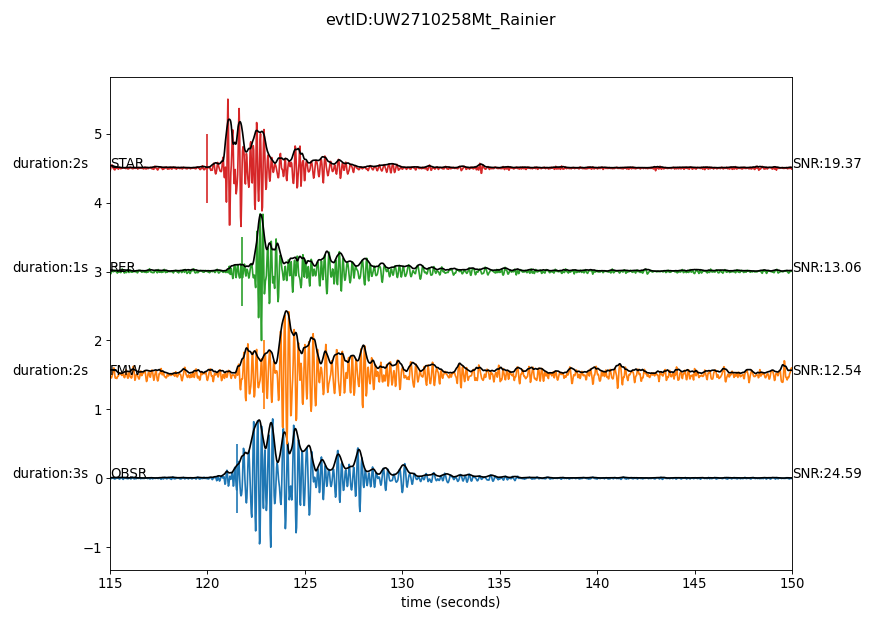 evtID:UW2710258Mt_Rainier
duration:2s STAR SNR:19.37
duration:1s RER SNR:13.06
duration:2s FMW SNR:12.54
duration:3s OBSR SNR:24.59
5
4
3
2
1
0
−1
115 120 125 130 135 140 145 150
time (seconds)